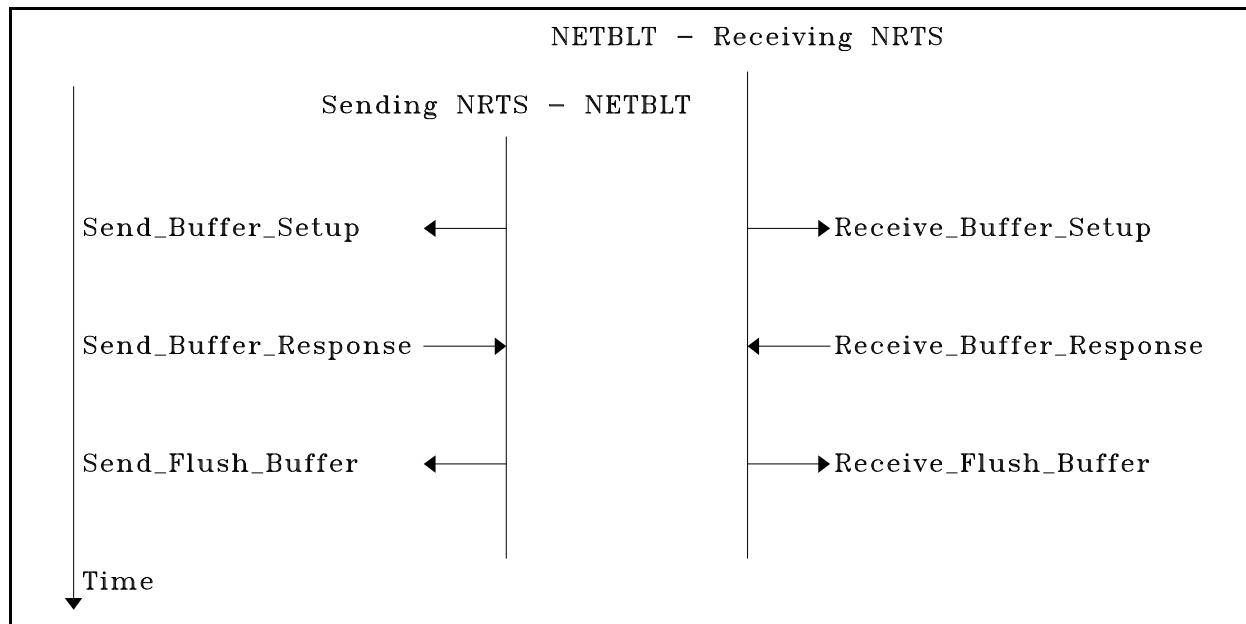 NETBLT – Receiving NRTS
Sending NRTS – NETBLT
Send_Buffer_Setup
Receive_Buffer_Setup
Send_Buffer_Response
Receive_Buffer_Response
Send_Flush_Buffer
Receive_Flush_Buffer
Time